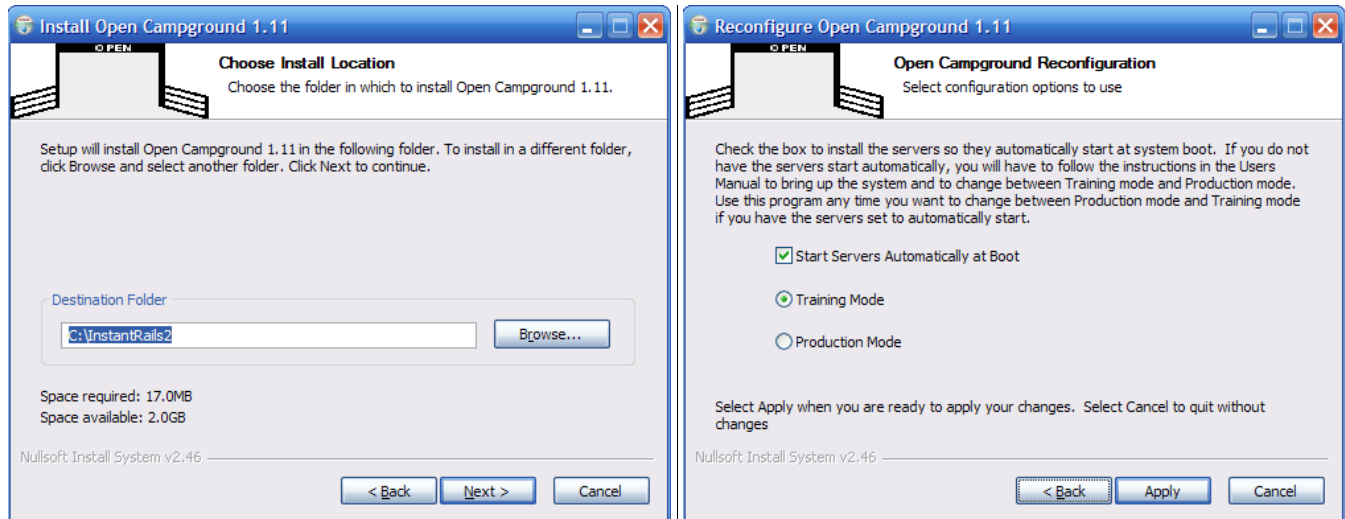 Install Open Campground 1.11
OPEN
Choose Install Location
Choose the folder in which to install Open Campground 1.11.
Setup will install Open Campground 1.11 in the following folder. To install in a different folder,
click Browse and select another folder. Click Next to continue.
Destination Folder
C:\InstantRails2
Browse...
Space required: 17.0MB
Space available: 2.0GB
Nullsoft Install System v2.46
< Back
Next >
Cancel
Reconfigure Open Campground 1.11
OPEN
Open Campground Reconfiguration
Select configuration options to use
Check the box to install the servers so they automatically start at system boot. If you do not
have the servers start automatically, you will have to follow the instructions in the Users
Manual to bring up the system and to change between Training mode and Production mode.
Use this program any time you want to change between Production mode and Training mode
if you have the servers set to automatically start.
Start Servers Automatically at Boot
Training Mode
Production Mode
Select Apply when you are ready to apply your changes. Select Cancel to quit without
changes
Nullsoft Install System v2.46
< Back
Apply
Cancel